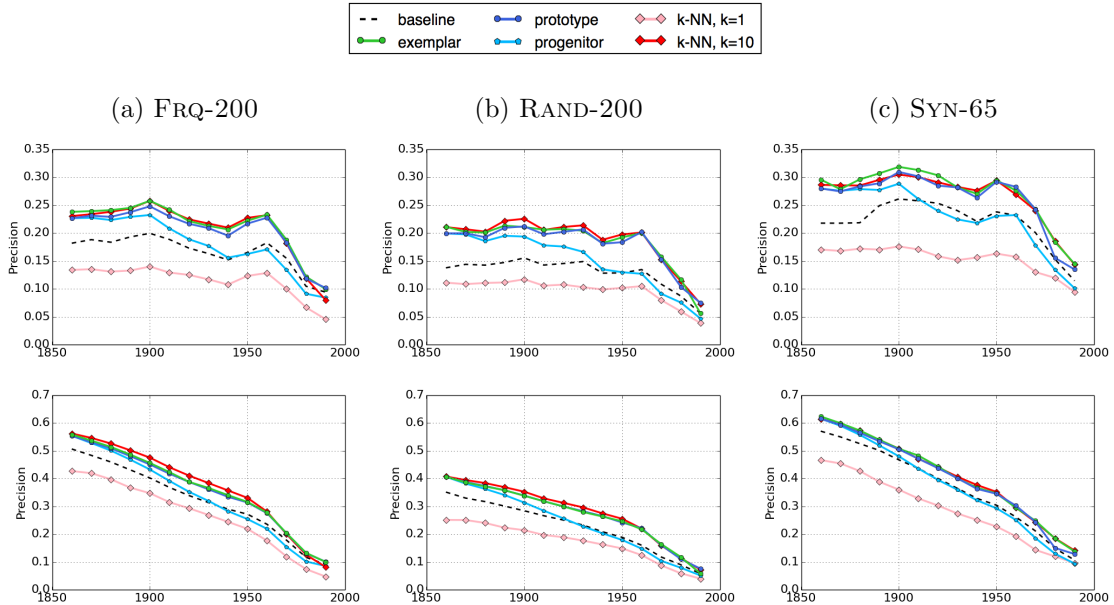 baseline prototype k-NN, k=1
exemplar progenitor k-NN, k=10
(a) FRQ-200 (b) RAND-200 (c) SYN-65
0.35 0.35 0.35
0.30 0.30 0.30
0.25 0.25 0.25
0.20 0.20 0.20
Precision Precision Precision
0.15 0.15 0.15
0.10 0.10 0.10
0.05 0.05 0.05
0.00 0.00 0.00
1850 1900 1950 2000 1850 1900 1950 2000 1850 1900 1950 2000
0.7 0.7 0.7
0.6 0.6 0.6
0.5 0.5 0.5
0.4 0.4 0.4
Precision Precision Precision
0.3 0.3 0.3
0.2 0.2 0.2
0.1 0.1 0.1
0.0 0.0 0.0
1850 1900 1950 2000 1850 1900 1950 2000 1850 1900 1950 2000